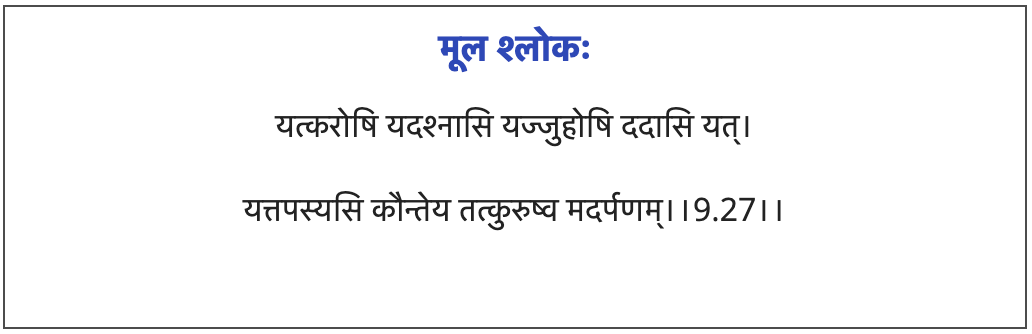 मूल श्लोकः
यत्करोषि यदश्नासि यज्जुहोषि ददासि यत्।
यत्तपस्यसि कौन्तेय तत्कुरुष्व मदर्पणम्।।9.27।।